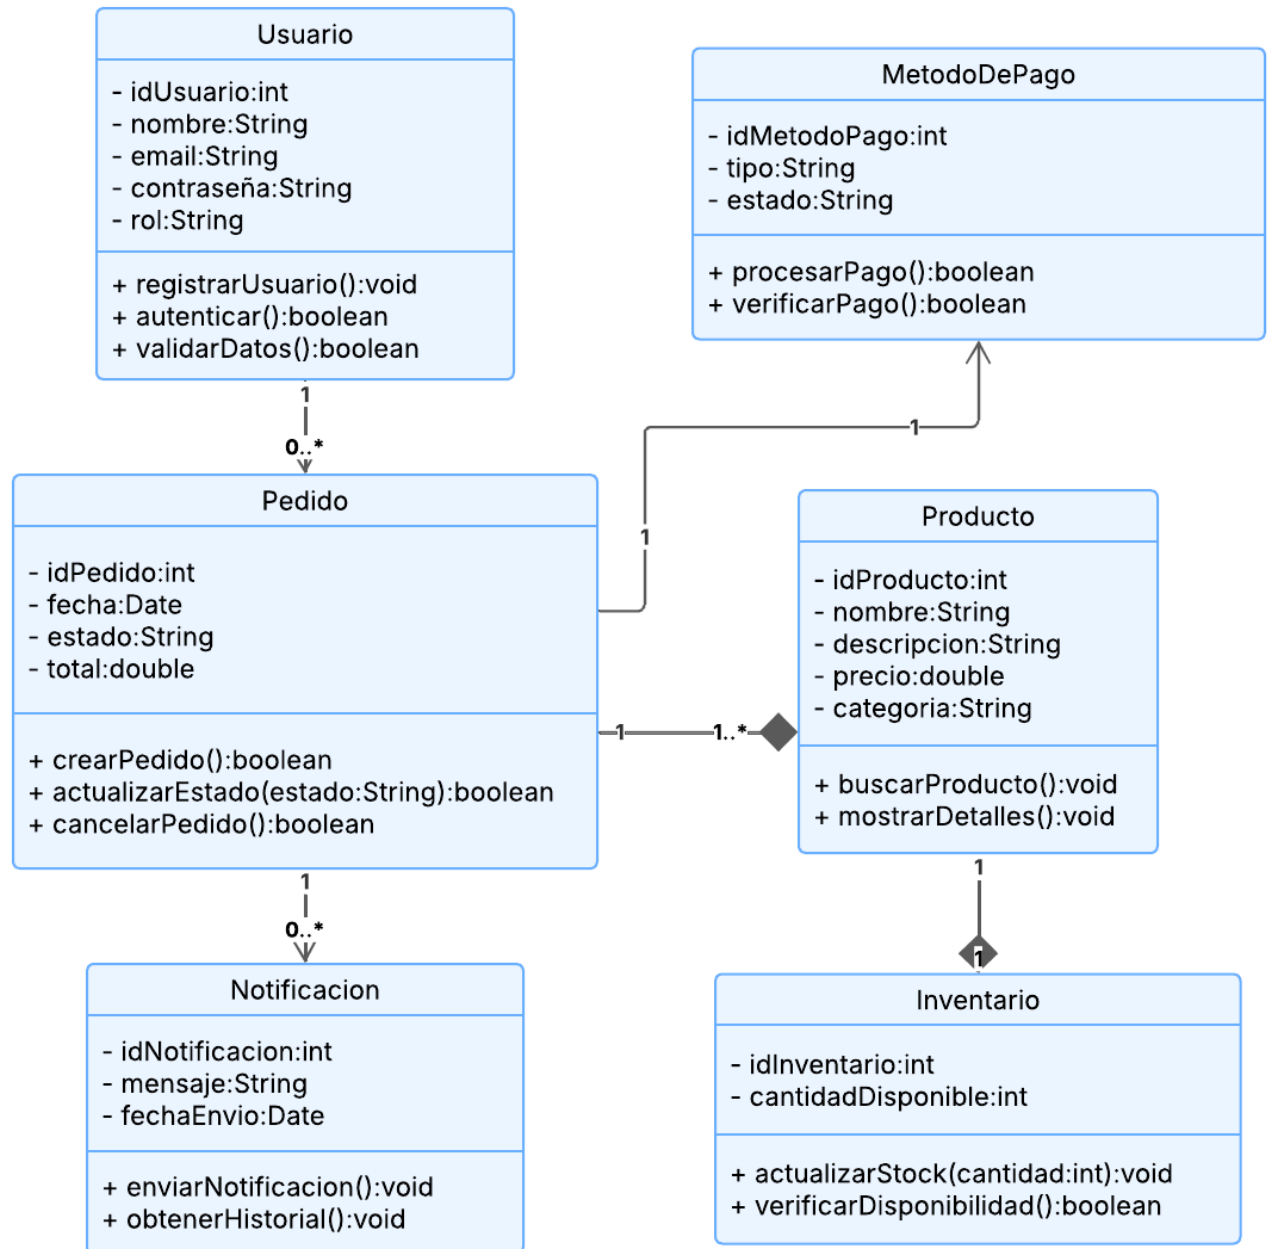 Usuario
- idUsuario:int
- nombre:String
- email:String
- contraseña:String
- rol:String
+ registrarUsuario():void
+ autenticar():boolean
+ validarDatos():boolean
1
0..*
MetodoDePago
- idMetodoPago:int
- tipo:String
- estado:String
+ procesarPago():boolean
+ verificarPago():boolean
1
1
Pedido
- idPedido:int
- fecha:Date
- estado:String
- total:double
+ crearPedido():boolean
+ actualizarEstado(estado:String):boolean
+ cancelarPedido():boolean
1
1..*
Producto
- idProducto:int
- nombre:String
- descripcion:String
- precio:double
- categoria:String
+ buscarProducto():void
+ mostrarDetalles():void
1
0..*
1
1
Notificacion
- idNotificacion:int
- mensaje:String
- fechaEnvio:Date
+ enviarNotificacion():void
+ obtenerHistorial():void
Inventario
- idInventario:int
- cantidadDisponible:int
+ actualizarStock(cantidad:int):void
+ verificarDisponibilidad():boolean